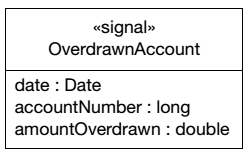 «signal»
OverdrawnAccount
date : Date
accountNumber : long
amountOverdrawn : double